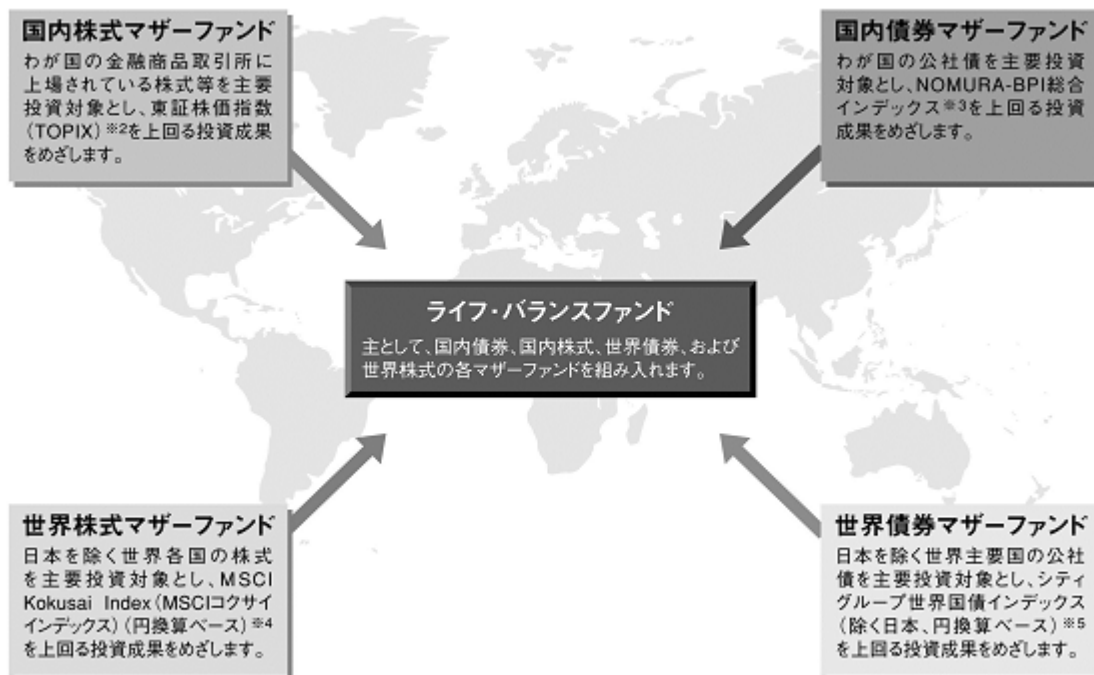 国内株式マザーファンド
わが国の金融商品取引所に
上場されている株式等を主要
投資対象とし、東証株価指数
（TOPIX）※2を上回る投資成果
をめざします。
国内債券マザーファンド
わが国の公社債を主要投資
対象とし、NOMURA-BPI総合
インデックス※3を上回る投資
成果をめざします。
ライフ・バランスファンド
主として、国内債券、国内株式、世界債券、および
世界株式の各マザーファンドを組み入れます。
世界株式マザーファンド
日本を除く世界各国の株式
を主要投資対象とし、MSCI
Kokusai Index（MSCIコクサイ
インデックス）（円換算ベース）※4
を上回る投資成果をめざします。
世界債券マザーファンド
日本を除く世界主要国の公社
債を主要投資対象とし、シティ
グループ世界国債インデックス
（除く日本、円換算ベース）※5
を上回る投資成果をめざします。